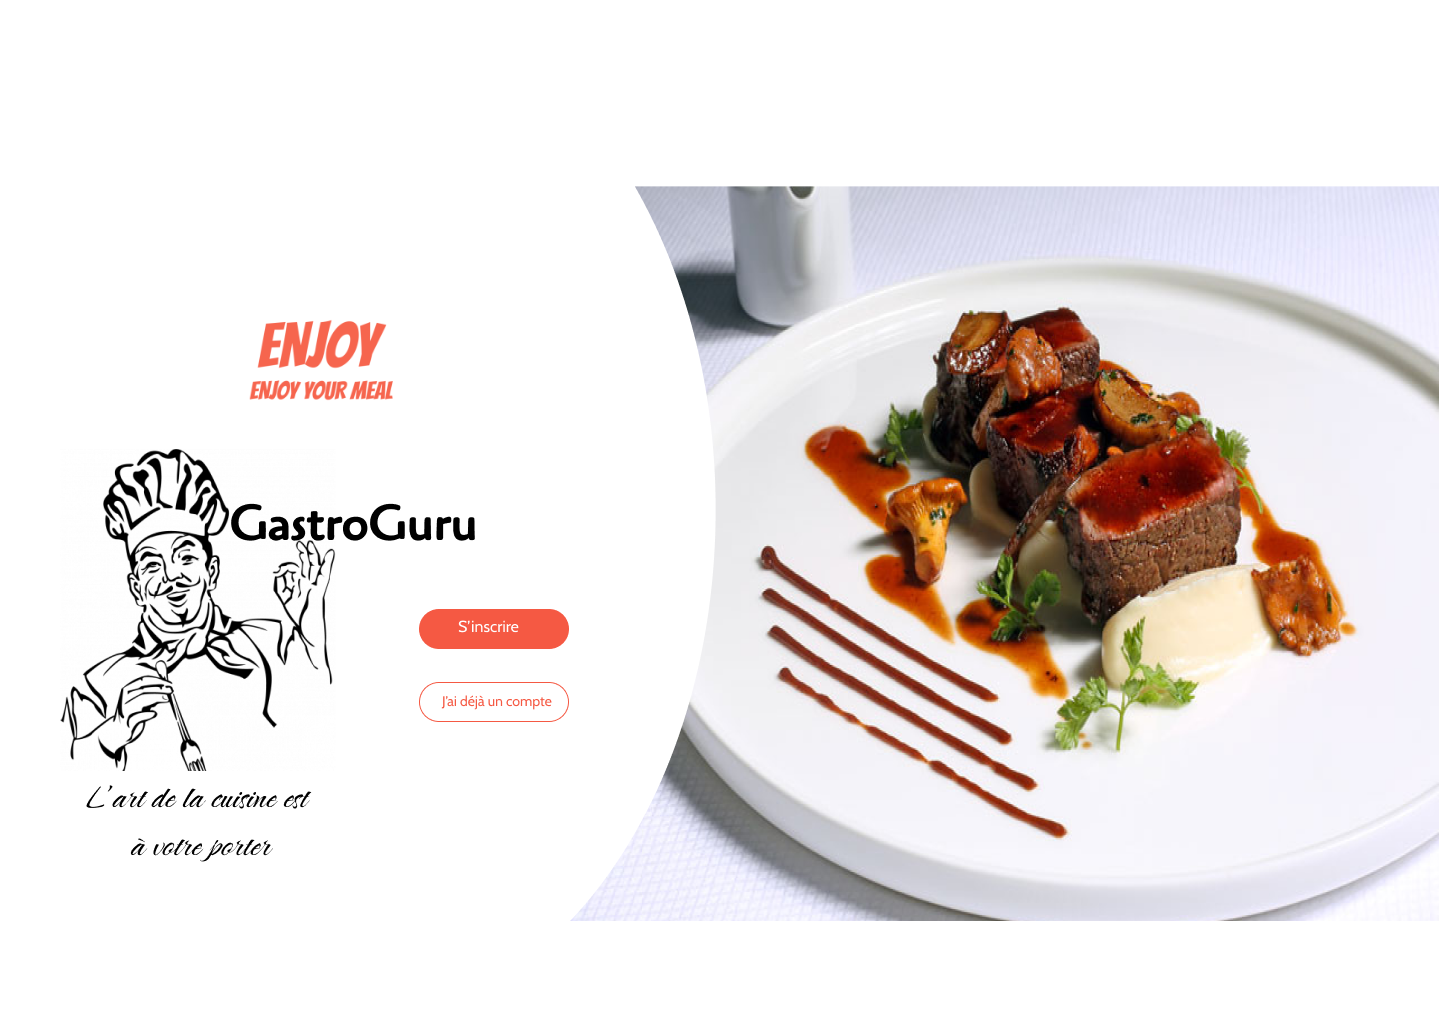 ENJOY
ENJOY YOUR MEAL
GastroGuru
S'inscrire
J'ai déjà un compte
L'art de la cuisine est
à votre porter